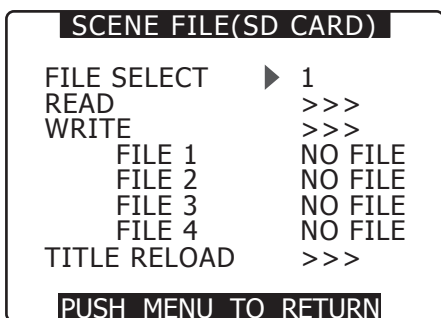 SCENE FILE(SD CARD)
FILE SELECT ▶ 1
READ >>>
WRITE >>>
FILE 1 NO FILE
FILE 2 NO FILE
FILE 3 NO FILE
FILE 4 NO FILE
TITLE RELOAD >>>
PUSH MENU TO RETURN